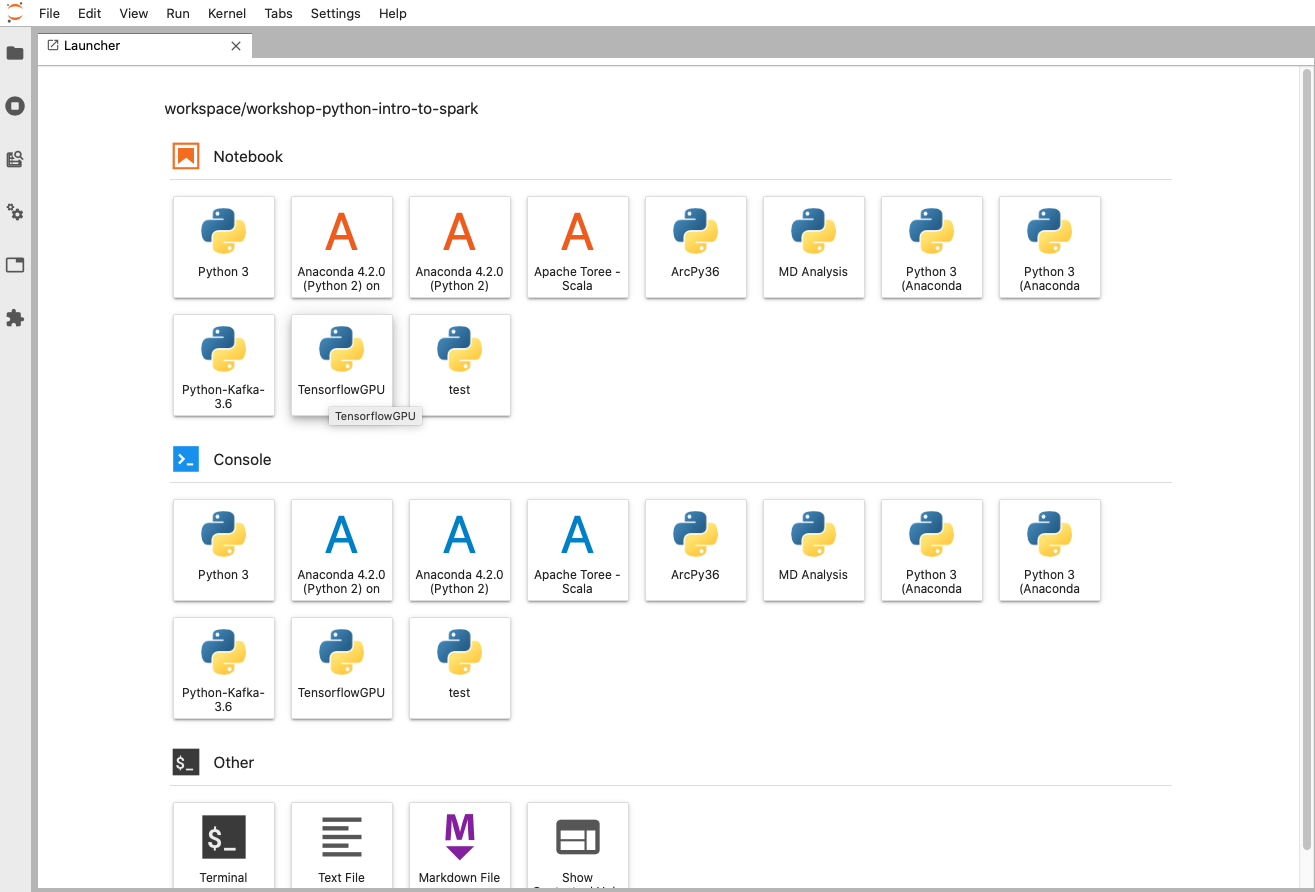 File Edit View Run Kernel Tabs Settings Help
Launcher
workspace/workshop-python-intro-to-spark
Notebook
Python 3
Anaconda 4.2.0
(Python 2) on
Anaconda 4.2.0
(Python 2)
Apache Toree -
Scala
ArcPy36
MD Analysis
Python 3
(Anaconda
Python 3
(Anaconda
Python-Kafka-
3.6
TensorflowGPU
test
TensorflowGPU
Console
Python 3
Anaconda 4.2.0
(Python 2) on
Anaconda 4.2.0
(Python 2)
Apache Toree -
Scala
ArcPy36
MD Analysis
Python 3
(Anaconda
Python 3
(Anaconda
Python-Kafka-
3.6
TensorflowGPU
test
$_ Other
$_
Terminal
Text File
M
Markdown File
Show